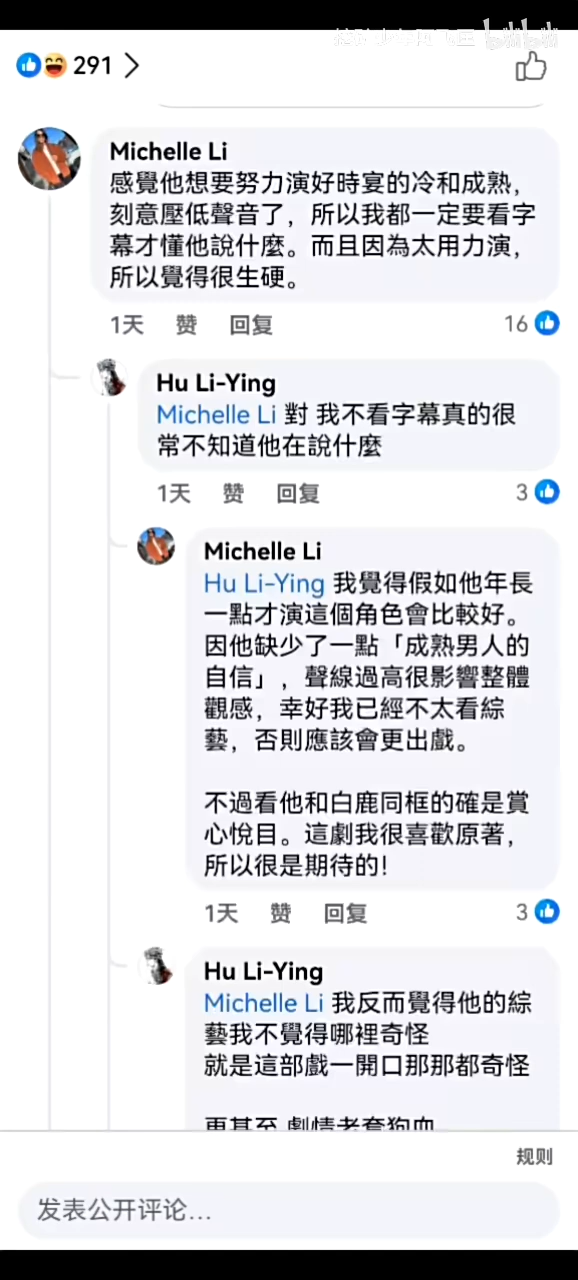 291
Michelle Li
感覺他想要努力演好時宴的冷和成熟，
刻意壓低聲音了，所以我都一定要看字
幕才懂他說什麼。而且因為太用力演，
所以覺得很生硬。
1天 赞 回复 16
Hu Li-Ying
Michelle Li 對 我不看字幕真的很
常不知道他在說什麼
1天 赞 回复 3
Michelle Li
Hu Li-Ying 我覺得假如他年長
一點才演這個角色會比較好。
因他缺少了一點「成熟男人的
自信」，聲線過高很影響整體
觀感，幸好我已經不太看綜
藝，否則應該會更出戲。
不過看他和白鹿同框的確是賞
心悅目。這劇我很喜歡原著，
所以很是期待的!
1天 赞 回复 3
Hu Li-Ying
Michelle Li 我反而覺得他的綜
藝我不覺得哪裡奇怪
就是這部戲一開口那那都奇怪
更甚至 劇情老套狗血
规则
发表公开评论...